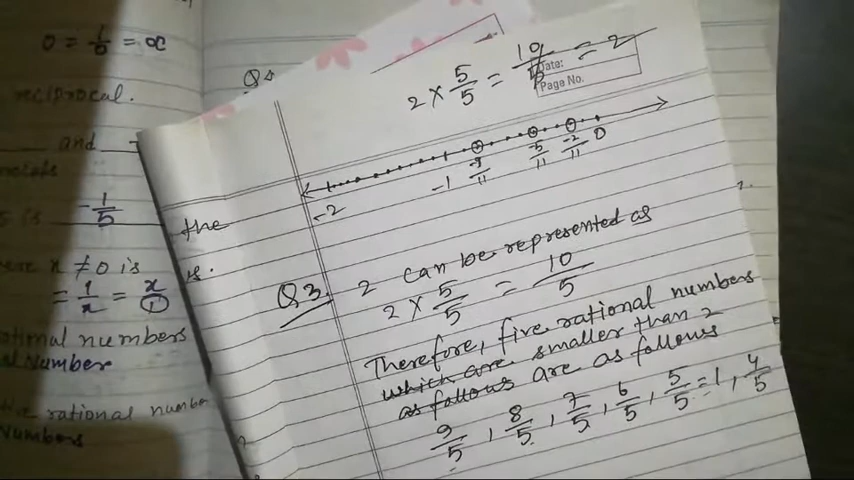 0 = 1/0 = ∝
reciprocal.
and
- 1/5
x ≠ 0 is
= 1/x = x/1
numbers
Number
rational number
Numbers
Q
the
is.
2 × 5/5 = 10/5 = 2
Date:
Page No.
-2 -1 -5/11 -2/11 0
Q3. 2 can be represented as
2 × 5/5 = 10/5
Therefore, five rational numbers
which are smaller than 2
as follows are as follows
9/5 , 8/5 , 7/5 , 6/5 , 5/5 = 1 , 4/5